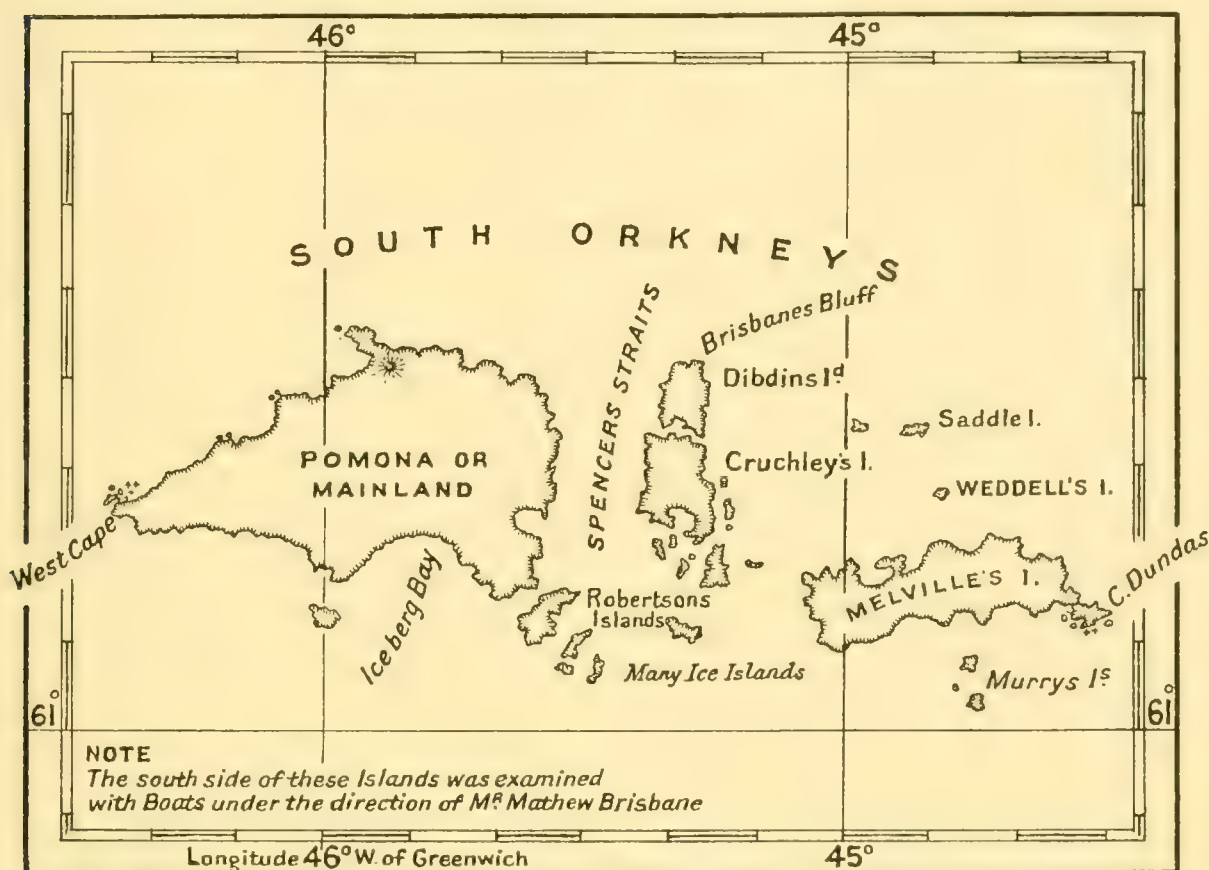 46° 45°
SOUTH ORKNEYS
SPENCERS STRAITS
Brisbanes Bluff
Dibdins Iᵈ
Saddle I.
Cruchley's I.
POMONA OR
MAINLAND
WEDDELL'S I.
West Cape
C. Dundas
MELVILLE'S I.
Iceberg Bay
Robertsons
Islands
Many Ice Islands
Murrys Iˢ
61° 61°
NOTE
The south side of these Islands was examined
with Boats under the direction of Mᴿ Mathew Brisbane
Longitude 46° W. of Greenwich 45°